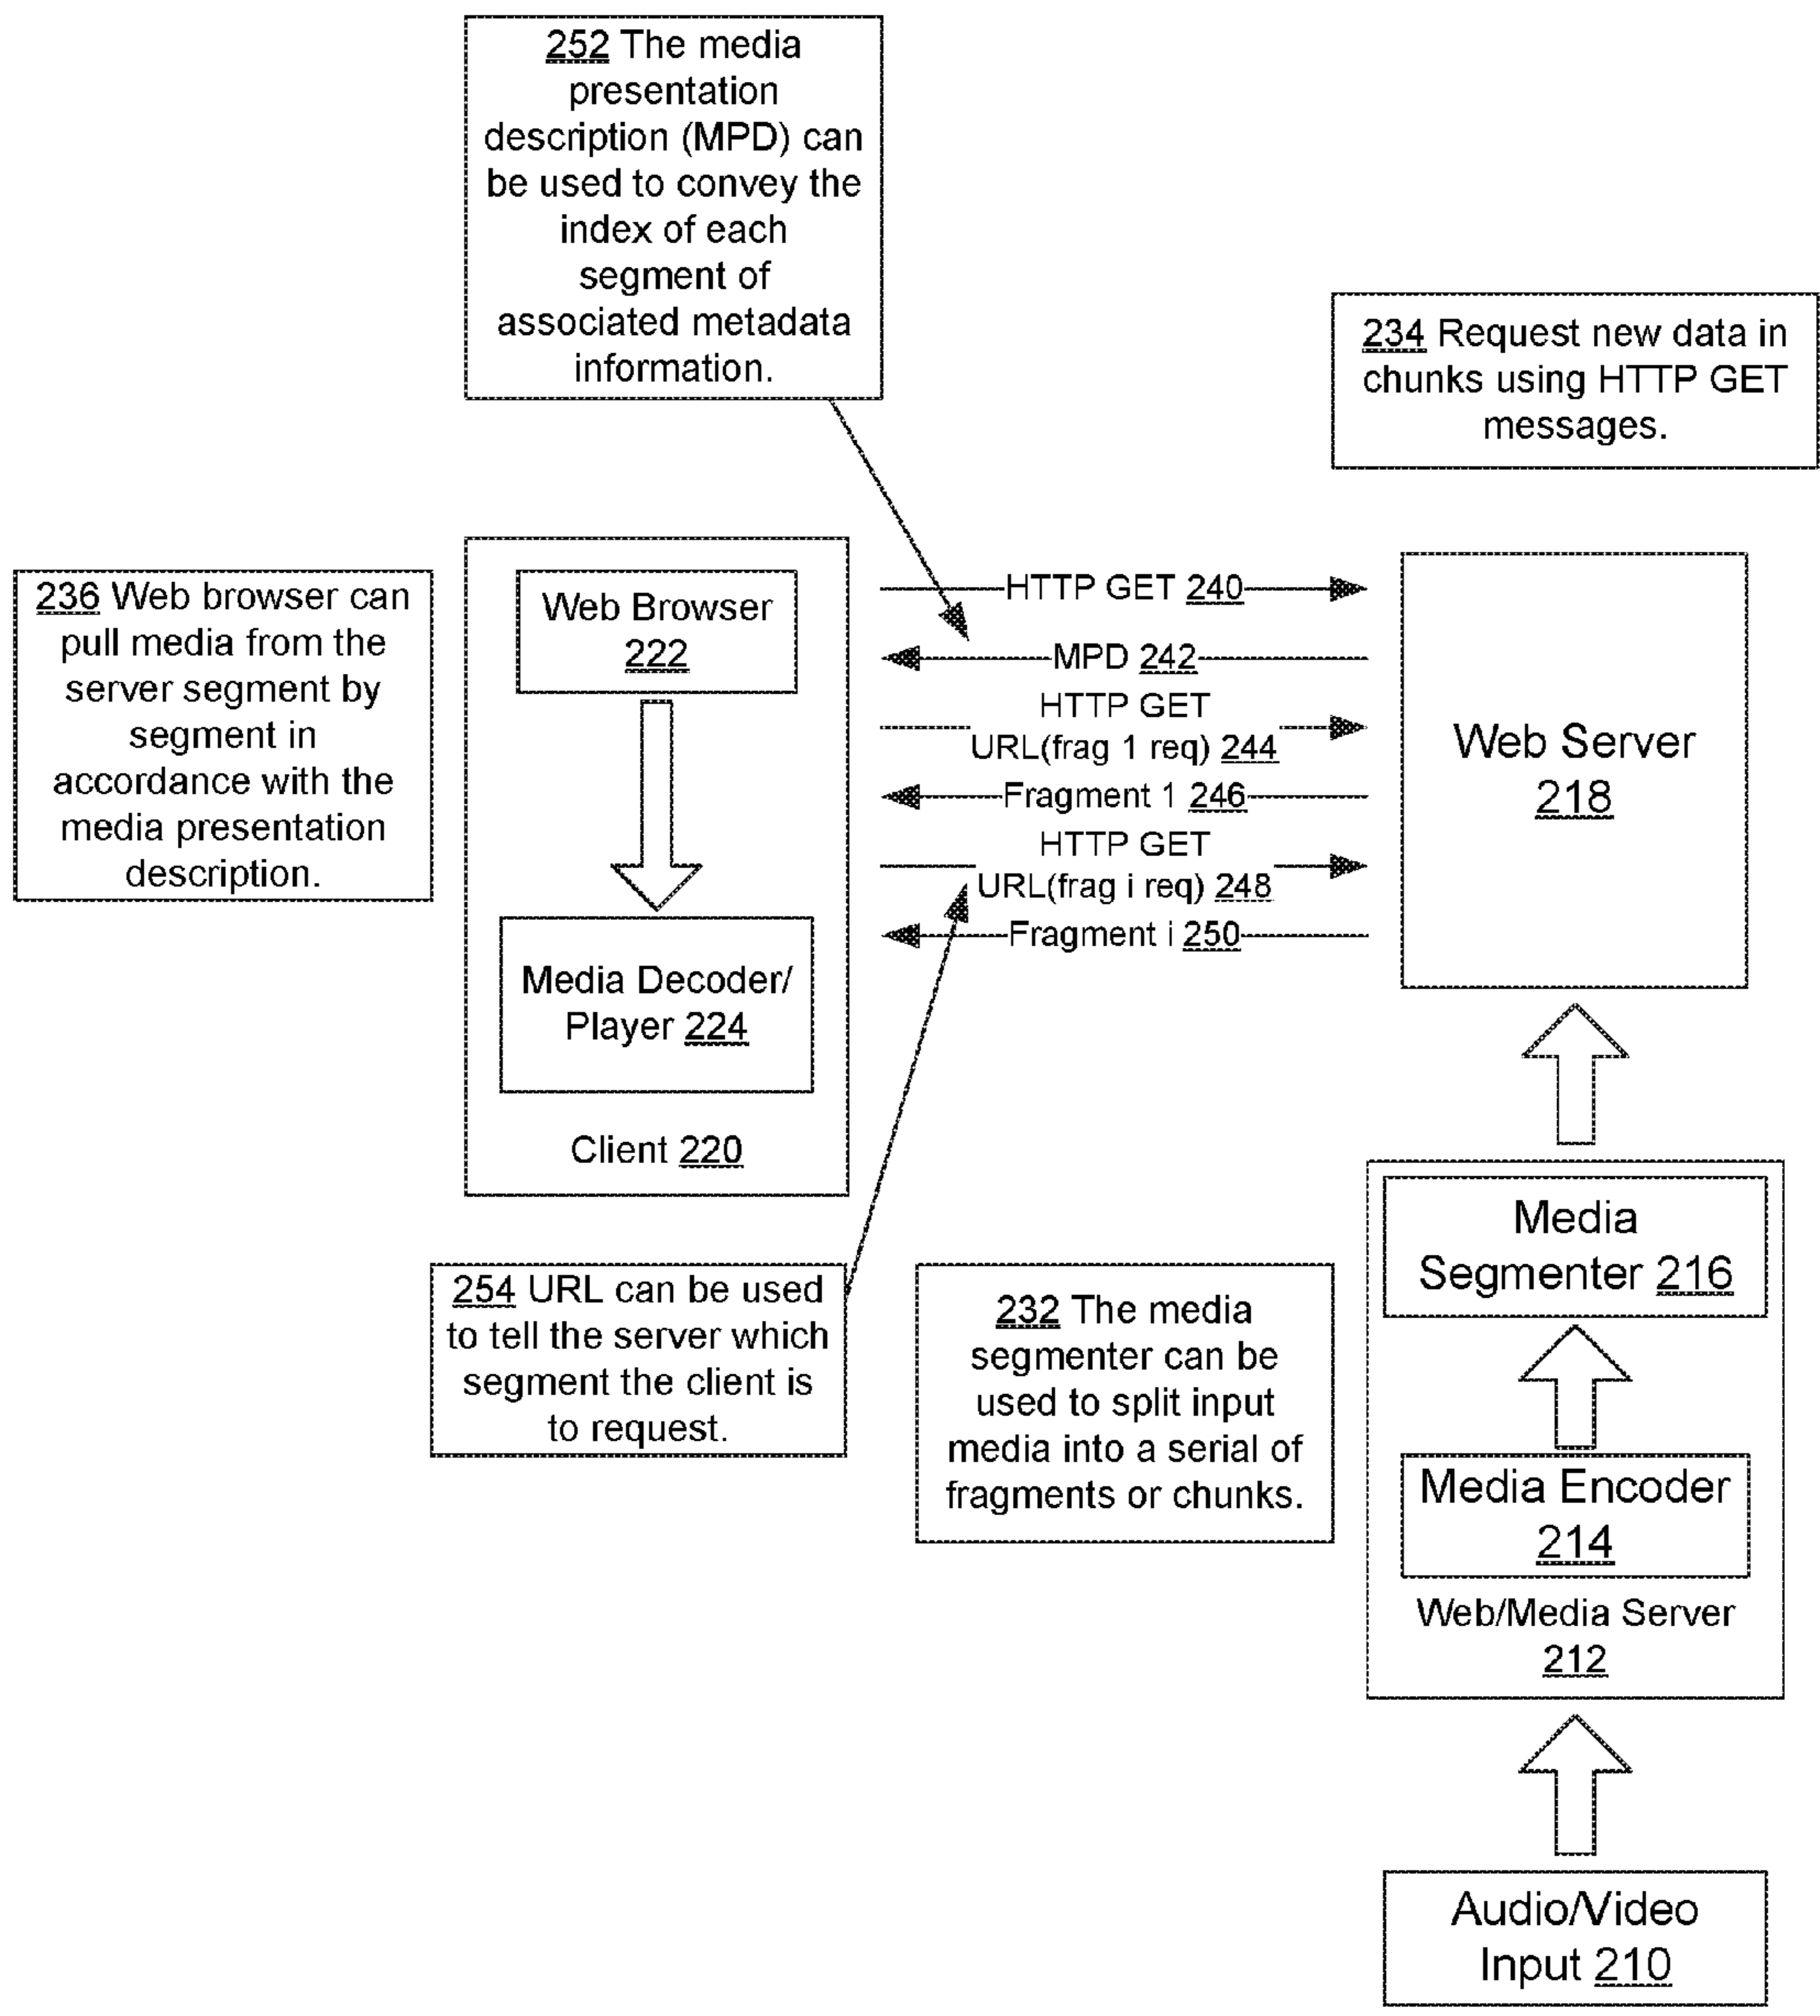 252 The media
presentation
description (MPD) can
be used to convey the
index of each
segment of
associated metadata
information.
234 Request new data in
chunks using HTTP GET
messages.
236 Web browser can
pull media from the
server segment by
segment in
accordance with the
media presentation
description.
Web Browser
222
Media Decoder/
Player 224
Client 220
HTTP GET 240
MPD 242
HTTP GET
URL(frag 1 req) 244
Fragment 1 246
HTTP GET
URL(frag i req) 248
Fragment i 250
Web Server
218
254 URL can be used
to tell the server which
segment the client is
to request.
232 The media
segmenter can be
used to split input
media into a serial of
fragments or chunks.
Media
Segmenter 216
Media Encoder
214
Web/Media Server
212
Audio/Video
Input 210